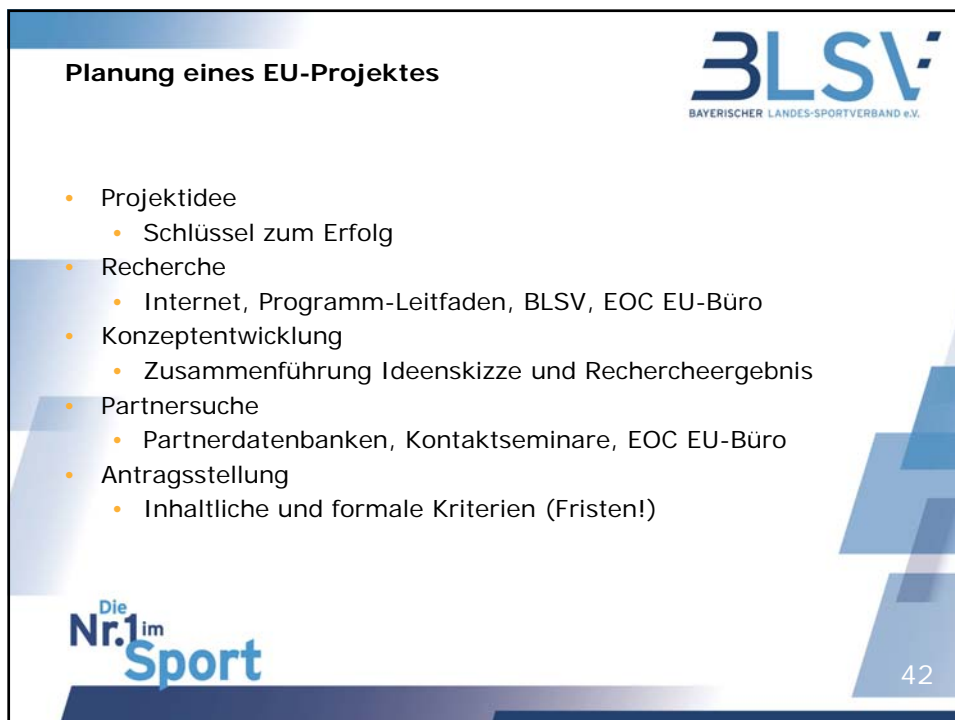 Planung eines EU-Projektes
BLSV
BAYERISCHER LANDES-SPORTVERBAND e.V.
• Projektidee
• Schlüssel zum Erfolg
• Recherche
• Internet, Programm-Leitfaden, BLSV, EOC EU-Büro
• Konzeptentwicklung
• Zusammenführung Ideenskizze und Rechercheergebnis
• Partnersuche
• Partnerdatenbanken, Kontaktseminare, EOC EU-Büro
• Antragsstellung
• Inhaltliche und formale Kriterien (Fristen!)
Die
Nr.1 im
Sport
42